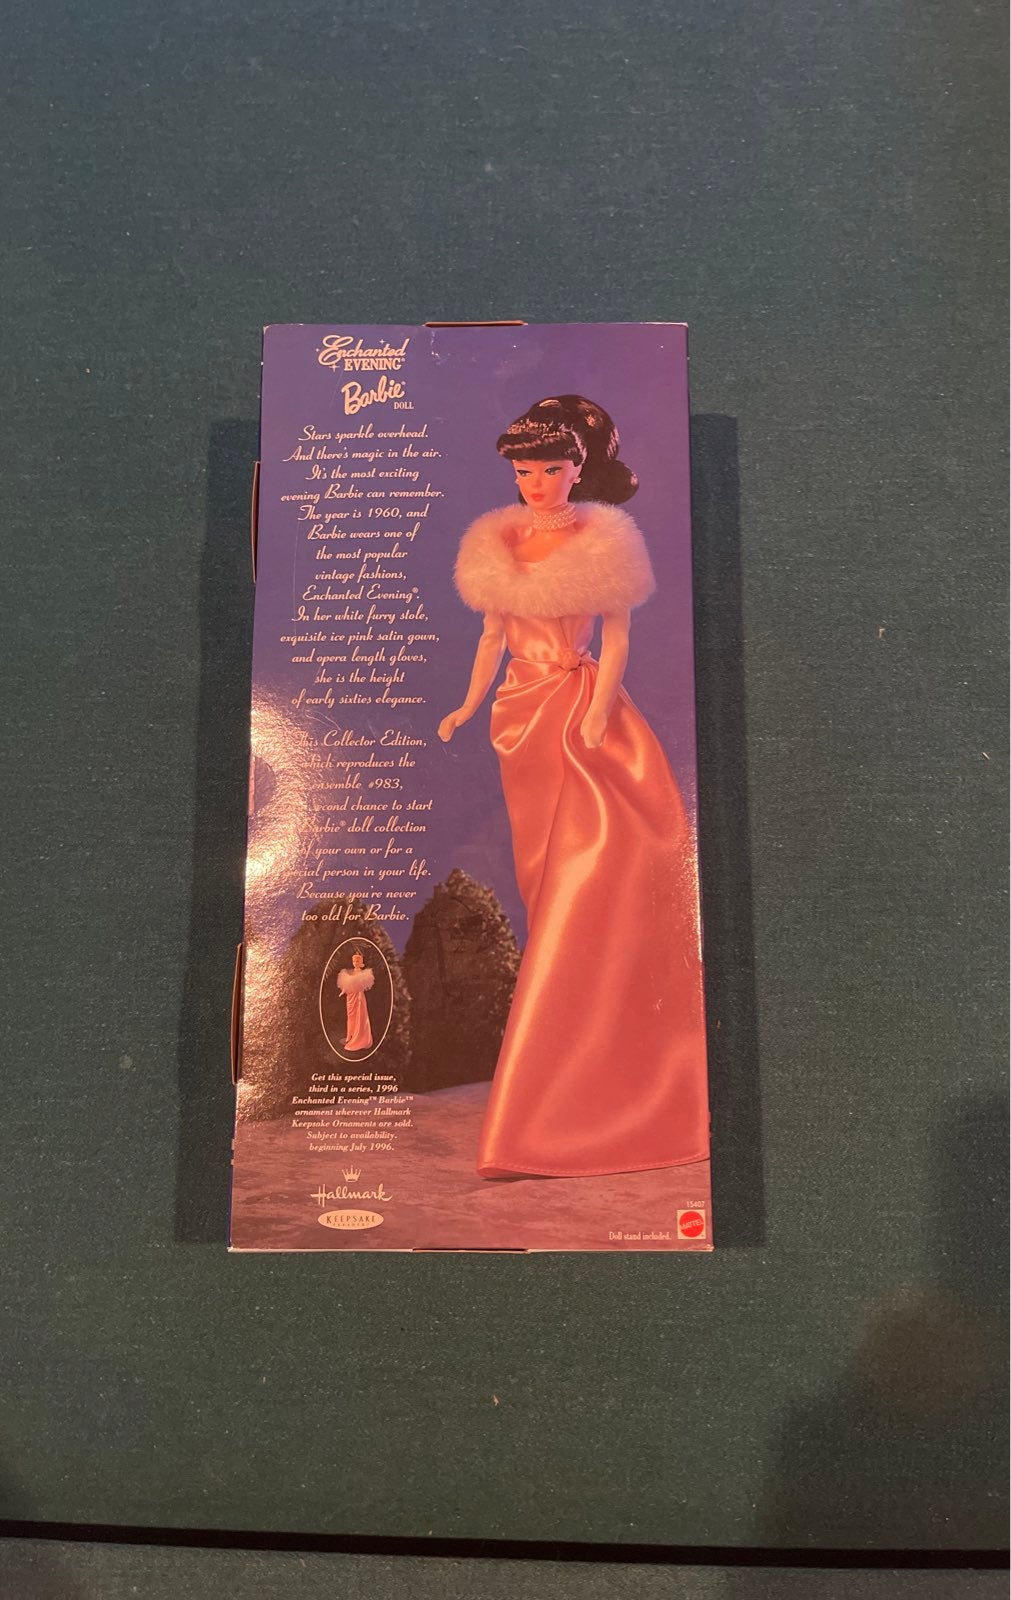 Enchanted
EVENING®
Barbie®
DOLL
Stars sparkle overhead.
And there's magic in the air.
It's the most exciting
evening Barbie can remember.
The year is 1960, and
Barbie wears one of
the most popular
vintage fashions,
Enchanted Evening®.
In her white furry stole,
exquisite ice pink satin gown,
and opera length gloves,
she is the height
of early sixties elegance.
Collector Edition,
which reproduces the
ensemble #983,
chance to start
Barbie® doll collection
of your own or for a
special person in your life.
Because you're never
too old for Barbie.
Get this special issue,
third in a series, 1996
Enchanted Evening™ Barbie™
ornament wherever Hallmark
Keepsake Ornaments are sold.
Subject to availability.
beginning July 1996.
Hallmark
KEEPSAKE
15407
MATTEL
Doll stand included.